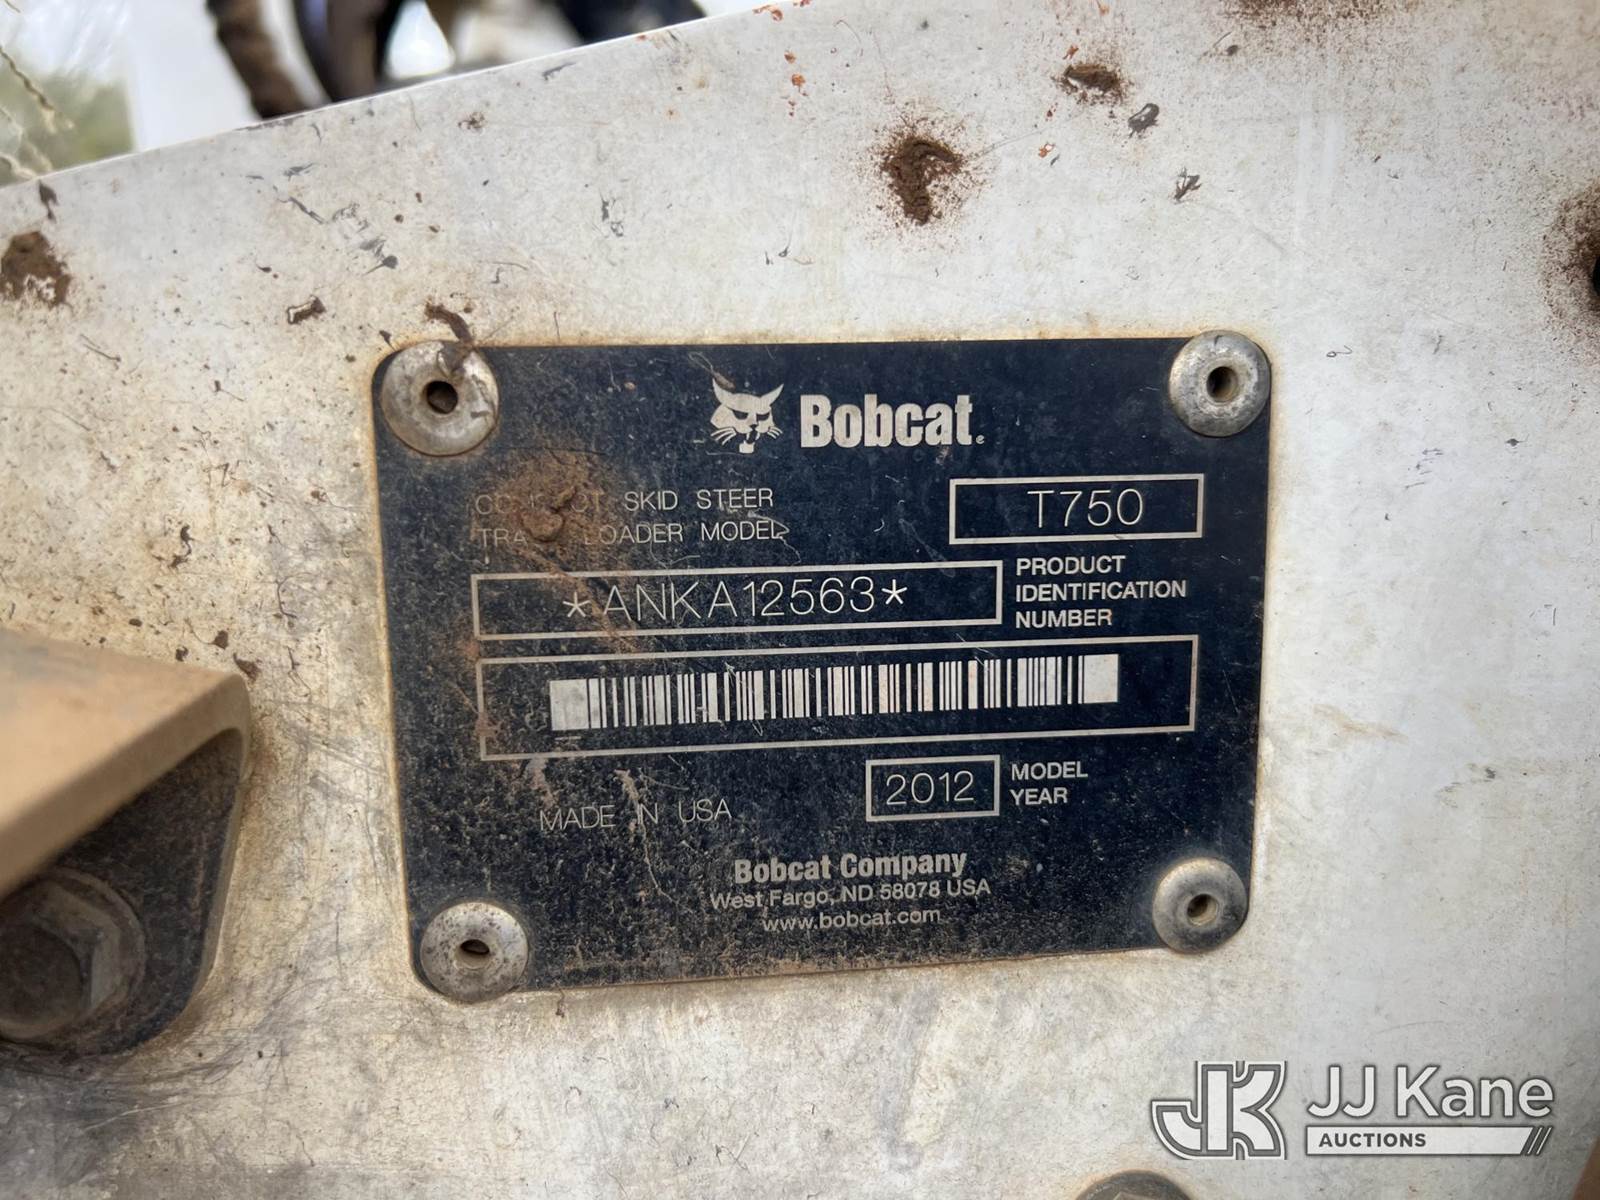 Bobcat
SKID STEER
LOADER MODEL
T750
*ANKA12563*
PRODUCT
IDENTIFICATION
NUMBER
2012
MODEL
YEAR
MADE IN USA
Bobcat Company
West Fargo, ND 58078 USA
www.bobcat.com
JK JJ Kane
AUCTIONS